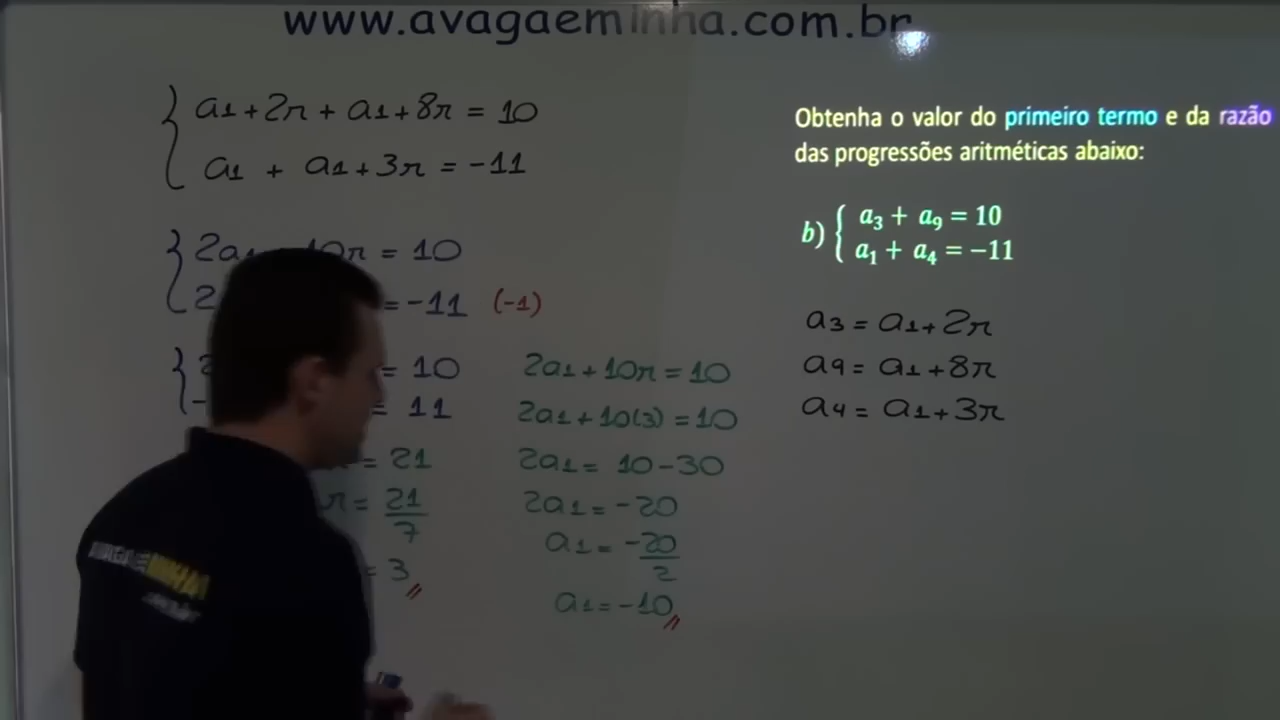 www.avagaeminha.com.br
a1+2r + a1+8r = 10
a1 + a1+3r = -11
2a1 10r = 10
2 = -11 (-1)
= 10
- = 11
= 21
r = 21
7
= 3
2a1+10r = 10
2a1+10(3) = 10
2a1 = 10-30
2a1 = -20
a1 = -20
2
a1 = -10
Obtenha o valor do primeiro termo e da razão
das progressões aritméticas abaixo:
b) { a3 + a9 = 10
a1 + a4 = -11
a3 = a1+2r
a9 = a1+8r
a4 = a1+3r